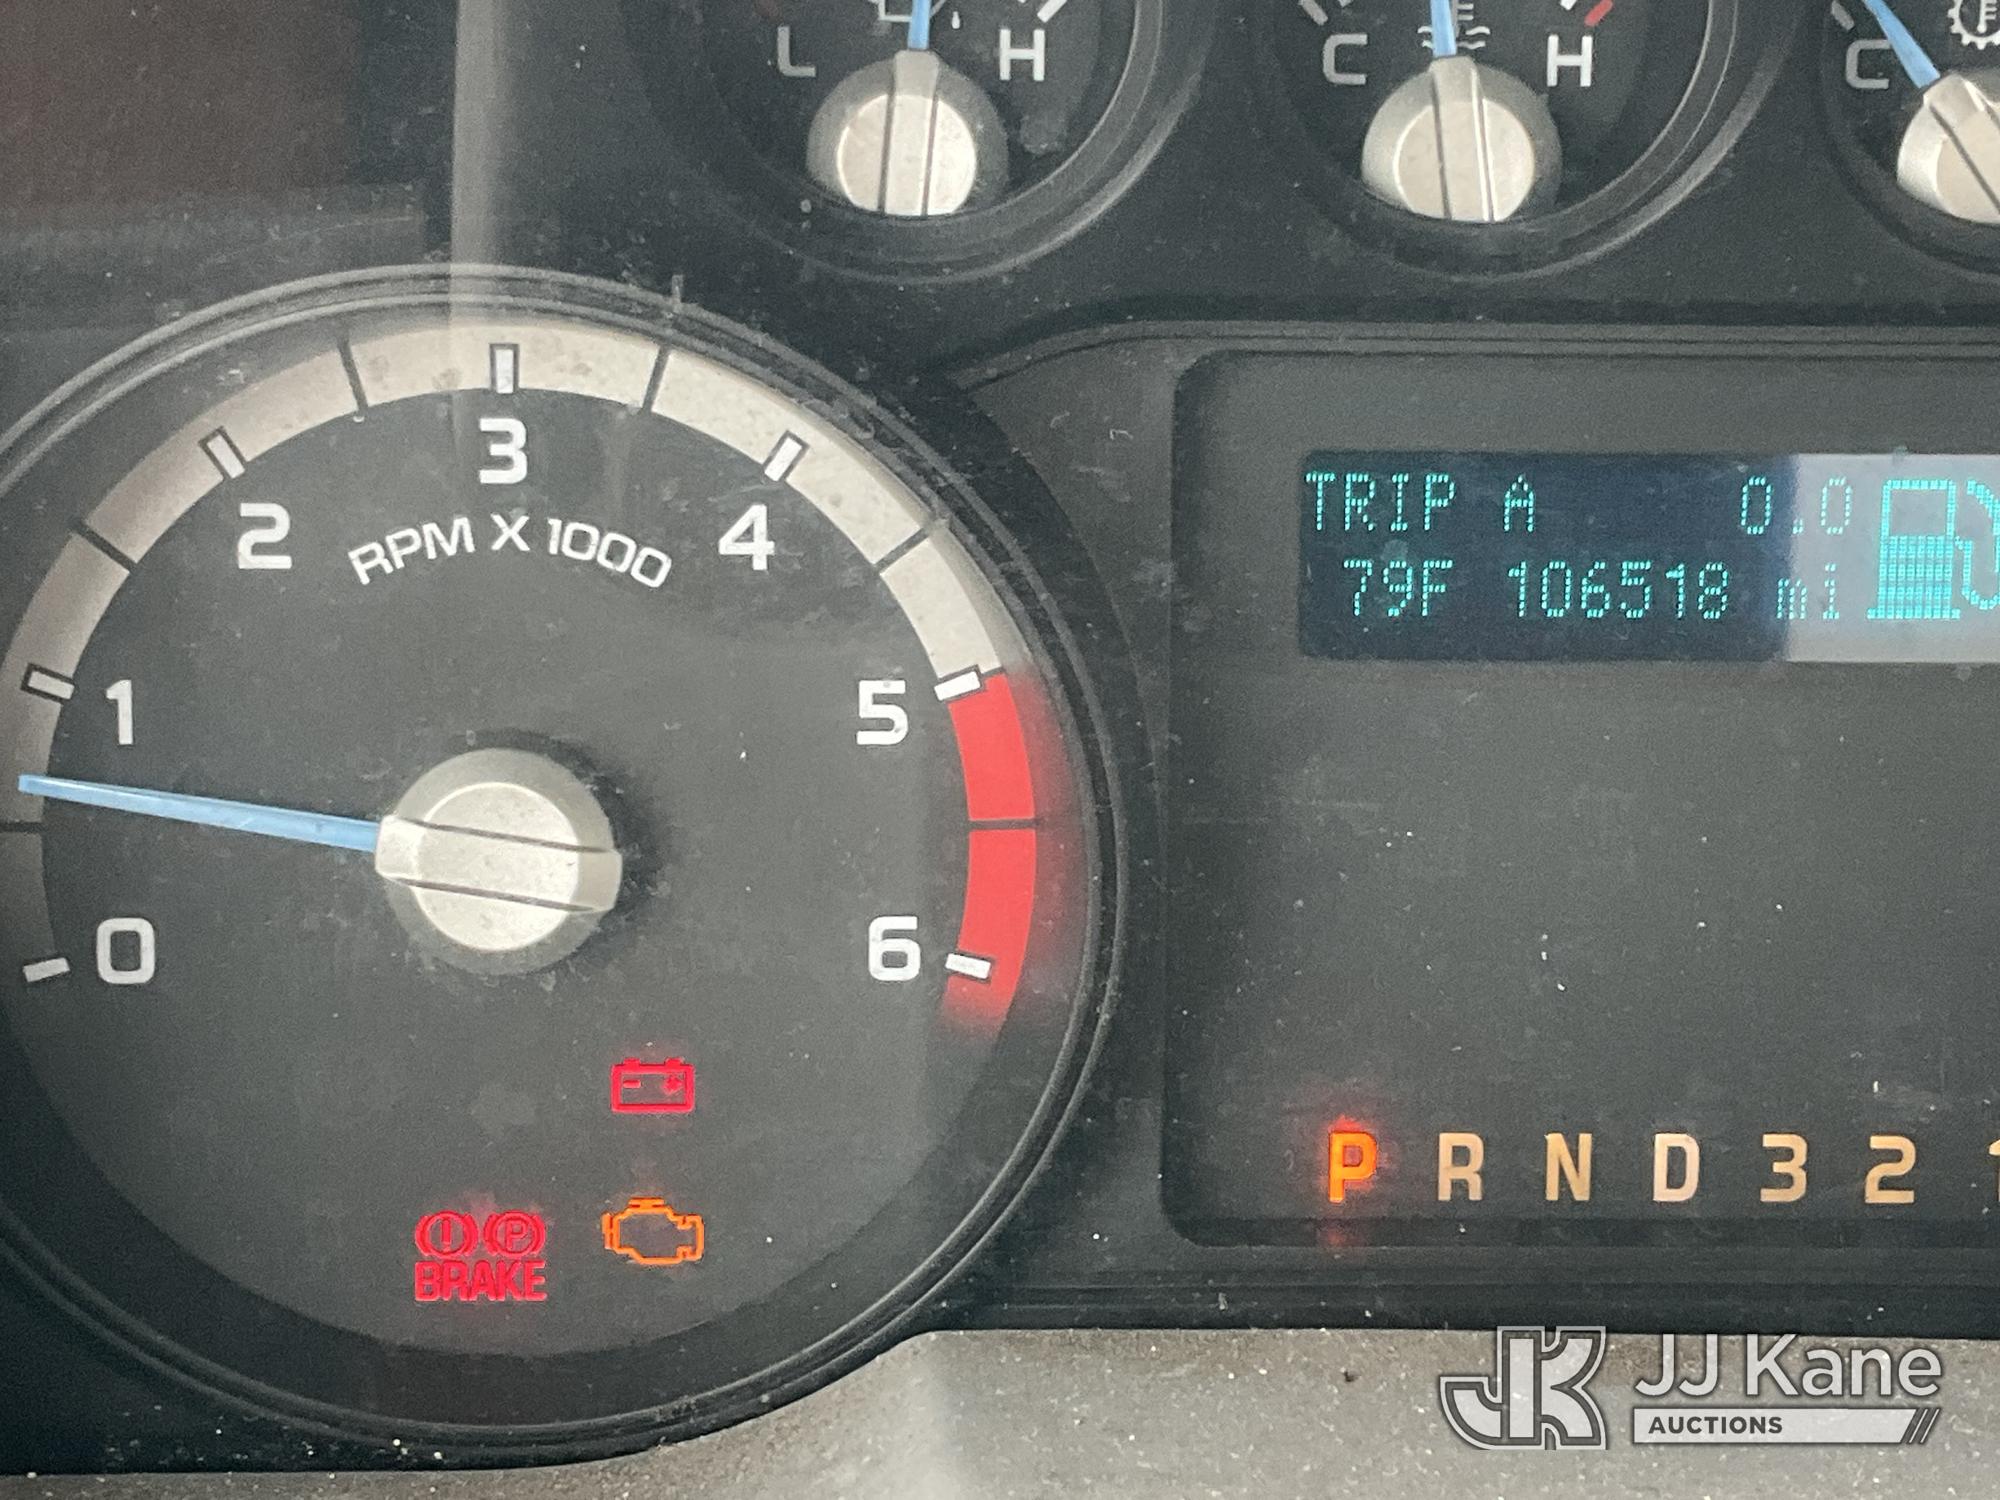 L H
C H
C
TRIP A 0.0
79F 106518 mi
0
1
2
3
4
5
6
RPM X 1000
P R N D 3 2 1
BRAKE
JJ Kane
AUCTIONS